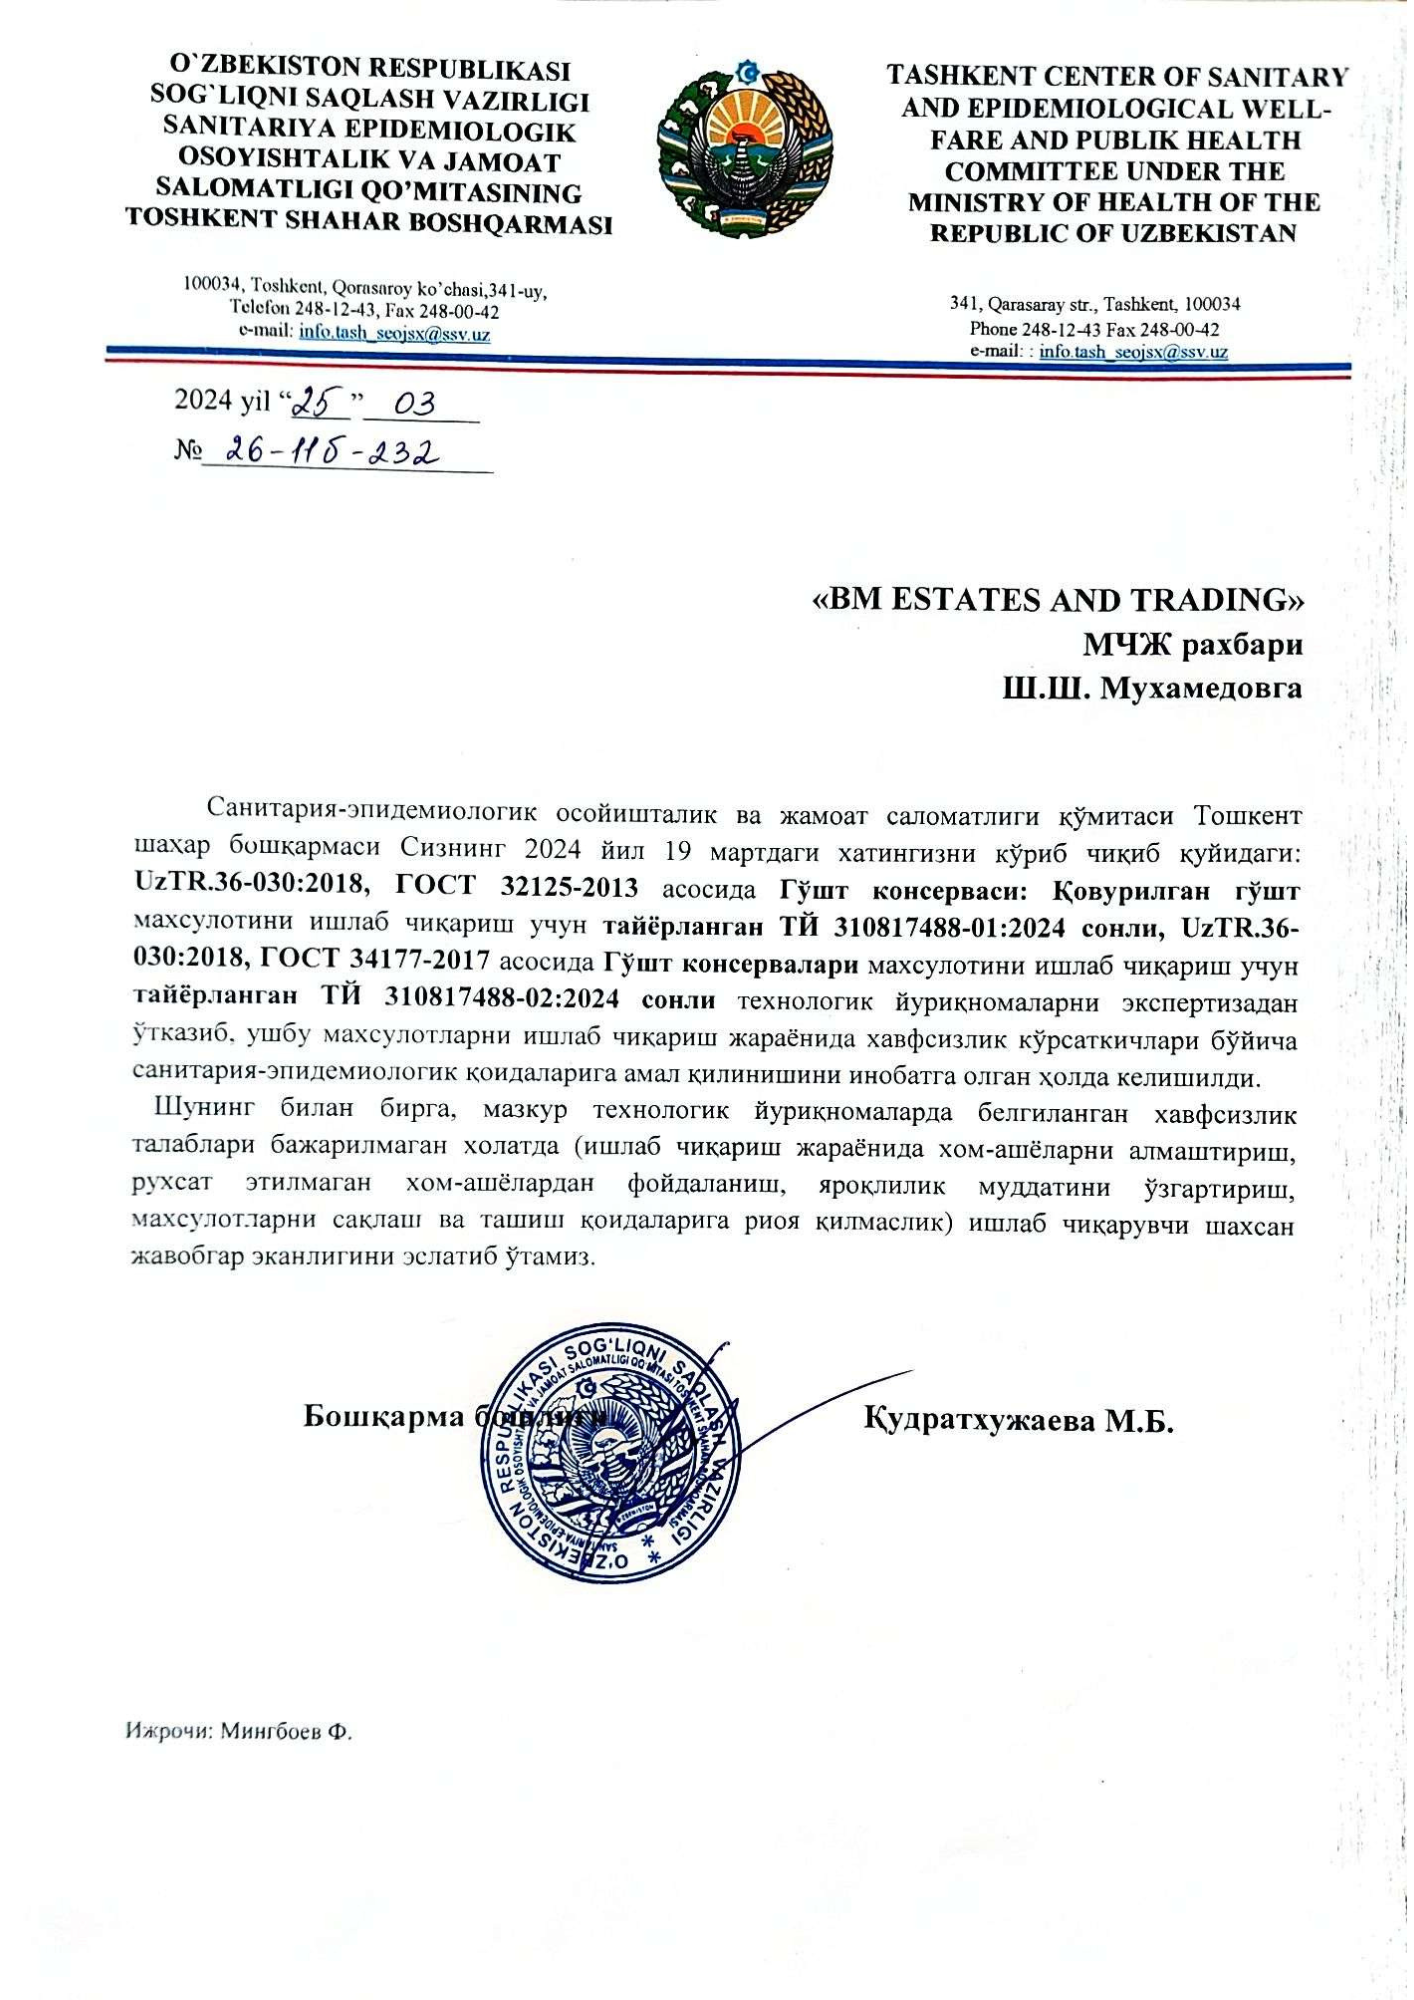 O`ZBEKISTON RESPUBLIKASI
SOG`LIQNI SAQLASH VAZIRLIGI
SANITARIYA EPIDEMIOLOGIK
OSOYISHTALIK VA JAMOAT
SALOMATLIGI QO’MITASINING
TOSHKENT SHAHAR BOSHQARMASI
100034, Toshkent, Qorasaroy ko’chasi,341-uy,
Telefon 248-12-43, Fax 248-00-42
e-mail: info.tash_seojsx@ssv.uz
TASHKENT CENTER OF SANITARY
AND EPIDEMIOLOGICAL WELL-
FARE AND PUBLIK HEALTH
COMMITTEE UNDER THE
MINISTRY OF HEALTH OF THE
REPUBLIC OF UZBEKISTAN
341, Qarasaray str., Tashkent, 100034
Phone 248-12-43 Fax 248-00-42
e-mail: : info.tash_seojsx@ssv.uz
2024 yil “25” 03
№ 26-11б-232
«BM ESTATES AND TRADING»
МЧЖ рахбари
Ш.Ш. Мухамедовга
Санитария-эпидемиологик осойишталик ва жамоат саломатлиги қўмитаси Тошкент
шаҳар бошқармаси Сизнинг 2024 йил 19 мартдаги хатингизни кўриб чиқиб қуйидаги:
UzTR.36-030:2018, ГОСТ 32125-2013 асосида Гўшт консерваси: Қовурилган гўшт
махсулотини ишлаб чиқариш учун тайёрланган ТЙ 310817488-01:2024 сонли, UzTR.36-
030:2018, ГОСТ 34177-2017 асосида Гўшт консервалари махсулотини ишлаб чиқариш учун
тайёрланган ТЙ 310817488-02:2024 сонли технологик йуриқномаларни экспертизадан
ўтказиб, ушбу махсулотларни ишлаб чиқариш жараёнида хавфсизлик кўрсаткичлари бўйича
санитария-эпидемиологик қоидаларига амал қилинишини инобатга олган ҳолда келишилди.
Шунинг билан бирга, мазкур технологик йуриқномаларда белгиланган хавфсизлик
талаблари бажарилмаган холатда (ишлаб чиқариш жараёнида хом-ашёларни алмаштириш,
рухсат этилмаган хом-ашёлардан фойдаланиш, яроқлилик муддатини ўзгартириш,
махсулотларни сақлаш ва ташиш қоидаларига риоя қилмаслик) ишлаб чиқарувчи шахсан
жавобгар эканлигини эслатиб ўтамиз.
Бошқарма бошлиғи
Қудратхужаева М.Б.
O‘ZBEKISTON RESPUBLIKASI SOG‘LIQNI SAQLASH VAZIRLIGI
SANITARIYA-EPIDEMIOLOGIK OSOYISHTALIK VA JAMOAT SALOMATLIGI QO‘MITASI TOSHKENT SHAHAR BOSHQARMASI
Ижрочи: Мингбоев Ф.